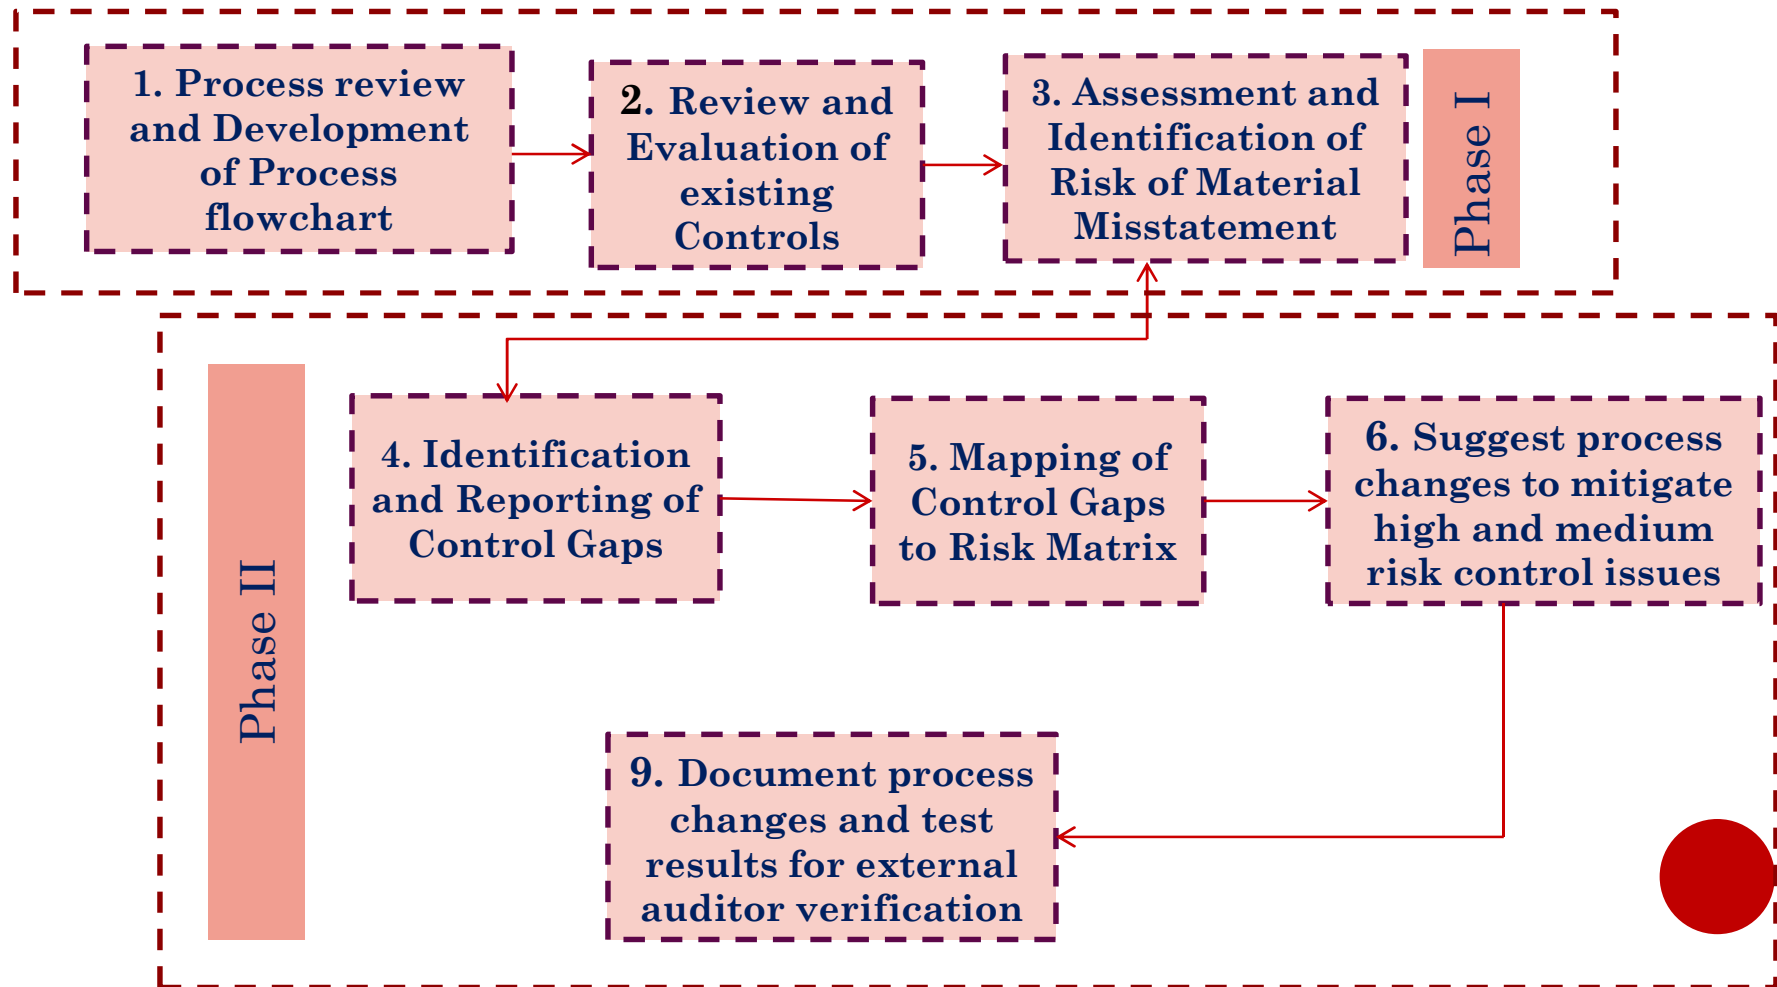 1. Process review
and Development
of Process
flowchart
2. Review and
Evaluation of
existing
Controls
3. Assessment and
Identification of
Risk of Material
Misstatement
Phase I
Phase II
4. Identification
and Reporting of
Control Gaps
5. Mapping of
Control Gaps
to Risk Matrix
6. Suggest process
changes to mitigate
high and medium
risk control issues
9. Document process
changes and test
results for external
auditor verification